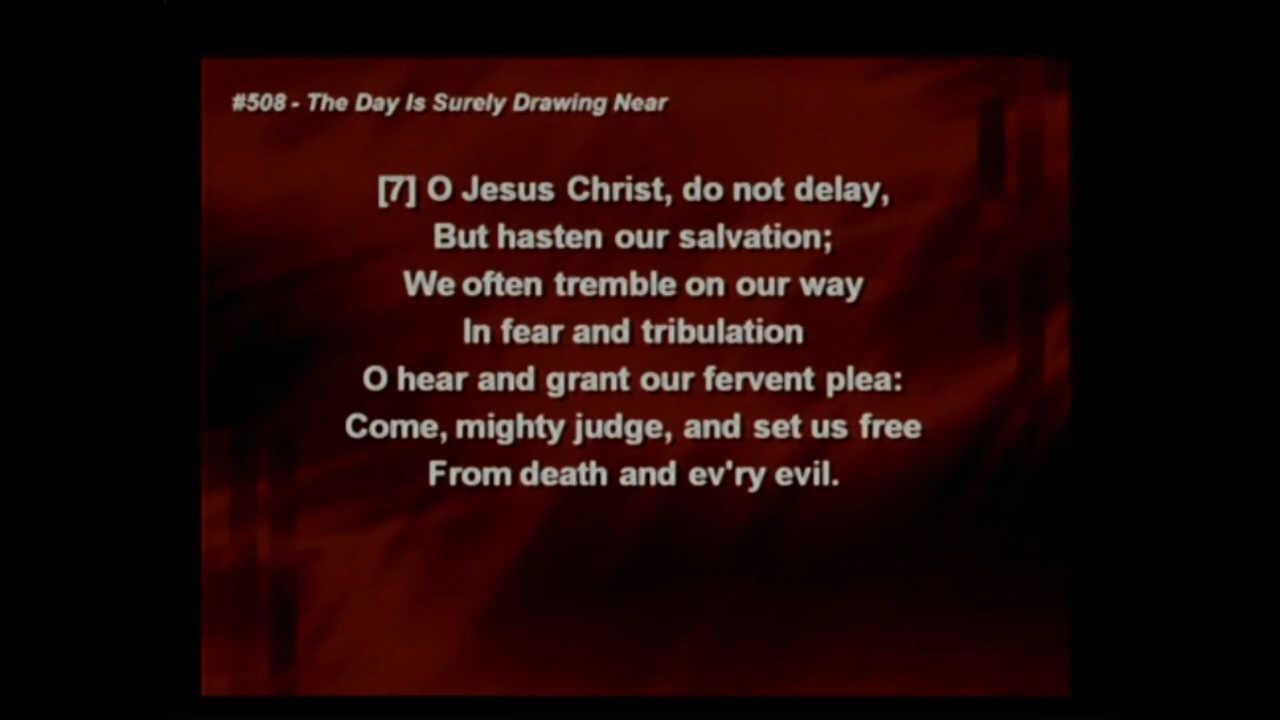 #508 - The Day Is Surely Drawing Near
[7] O Jesus Christ, do not delay,
But hasten our salvation;
We often tremble on our way
In fear and tribulation
O hear and grant our fervent plea:
Come, mighty judge, and set us free
From death and ev'ry evil.